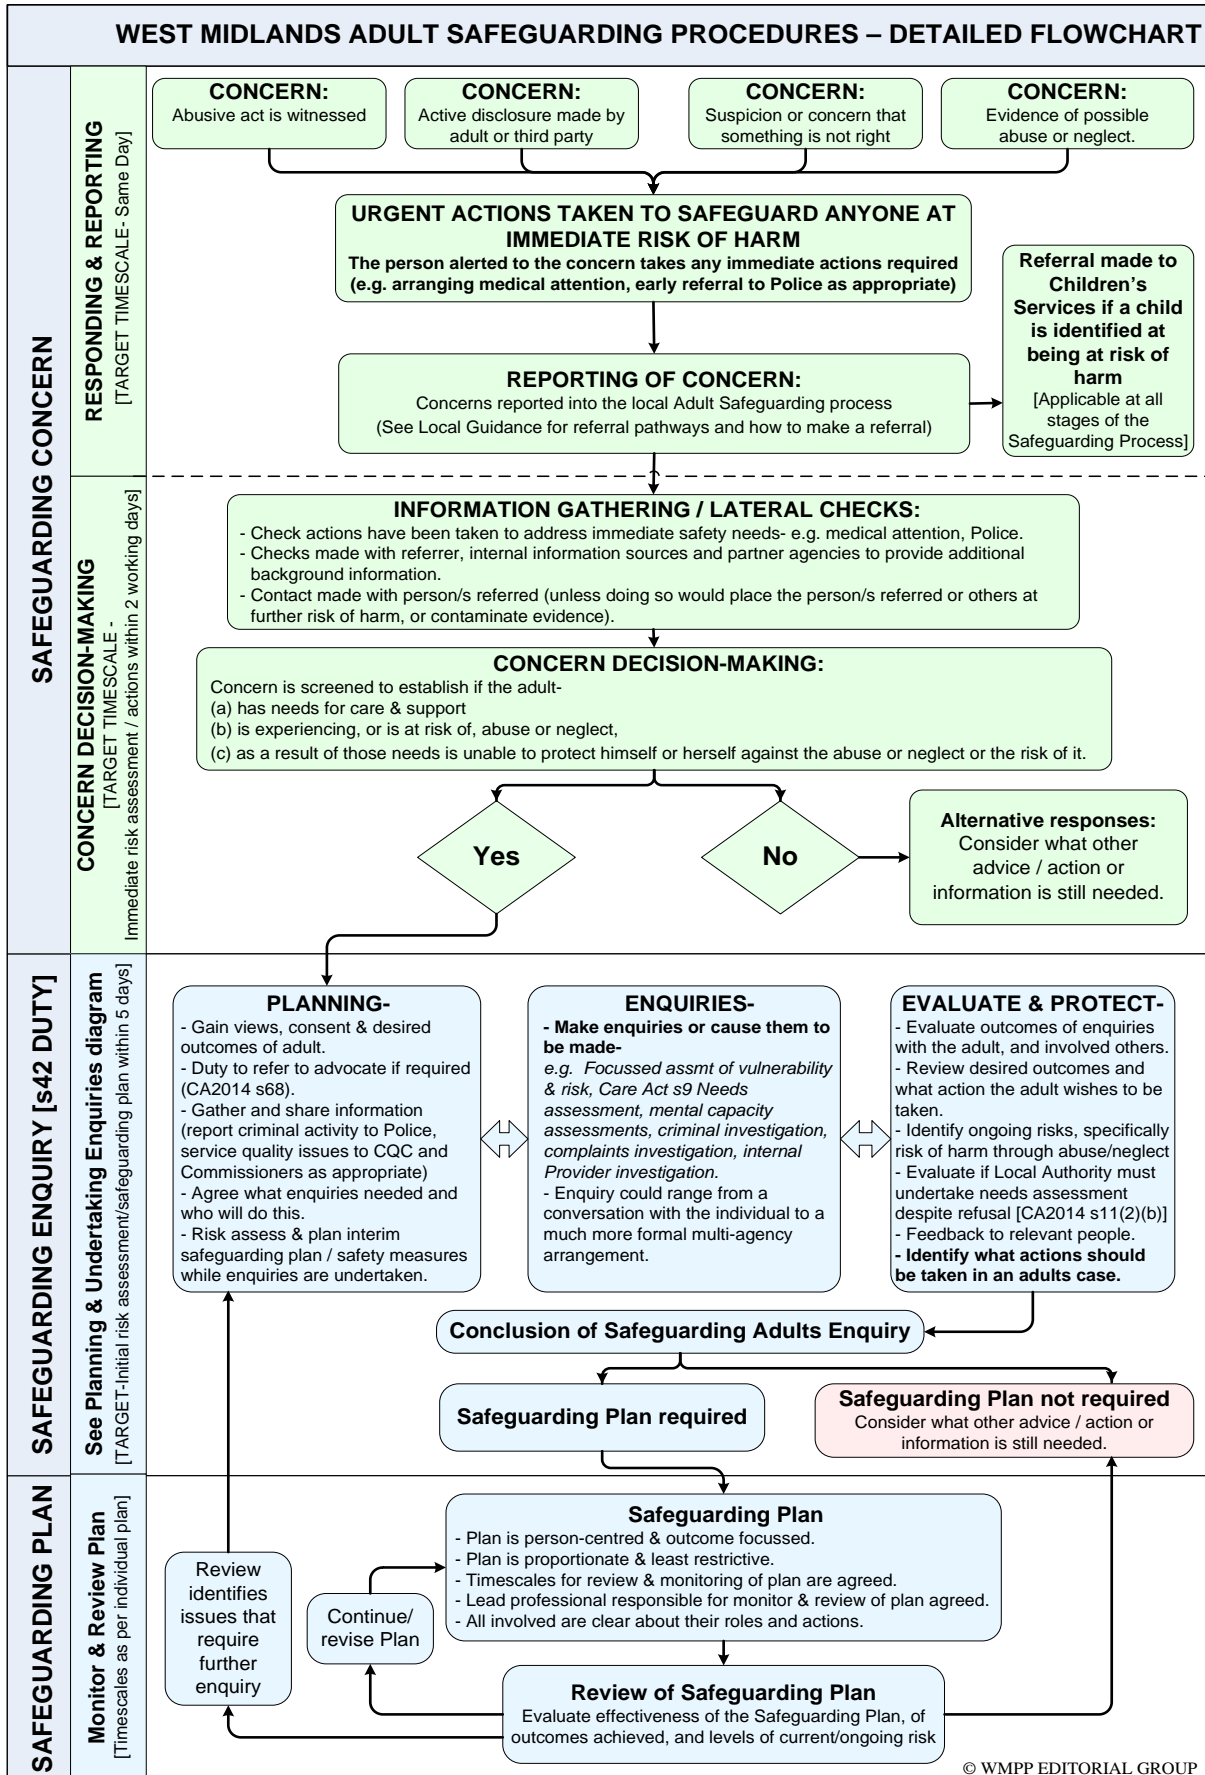 WEST MIDLANDS ADULT SAFEGUARDING PROCEDURES – DETAILED FLOWCHART
SAFEGUARDING CONCERN
RESPONDING & REPORTING
[TARGET TIMESCALE- Same Day]
CONCERN:
Abusive act is witnessed
CONCERN:
Active disclosure made by
adult or third party
CONCERN:
Suspicion or concern that
something is not right
CONCERN:
Evidence of possible
abuse or neglect.
URGENT ACTIONS TAKEN TO SAFEGUARD ANYONE AT
IMMEDIATE RISK OF HARM
The person alerted to the concern takes any immediate actions required
(e.g. arranging medical attention, early referral to Police as appropriate)
Referral made to
Children's
Services if a child
is identified at
being at risk of
harm
[Applicable at all
stages of the
Safeguarding Process]
REPORTING OF CONCERN:
Concerns reported into the local Adult Safeguarding process
(See Local Guidance for referral pathways and how to make a referral)
CONCERN DECISION-MAKING
[TARGET TIMESCALE -
Immediate risk assessment / actions within 2 working days]
INFORMATION GATHERING / LATERAL CHECKS:
- Check actions have been taken to address immediate safety needs- e.g. medical attention, Police.
- Checks made with referrer, internal information sources and partner agencies to provide additional
background information.
- Contact made with person/s referred (unless doing so would place the person/s referred or others at
further risk of harm, or contaminate evidence).
CONCERN DECISION-MAKING:
Concern is screened to establish if the adult-
(a) has needs for care & support
(b) is experiencing, or is at risk of, abuse or neglect,
(c) as a result of those needs is unable to protect himself or herself against the abuse or neglect or the risk of it.
Yes
No
Alternative responses:
Consider what other
advice / action or
information is still needed.
SAFEGUARDING ENQUIRY [s42 DUTY]
See Planning & Undertaking Enquiries diagram
[TARGET-Initial risk assessment/safeguarding plan within 5 days]
PLANNING-
- Gain views, consent & desired
outcomes of adult.
- Duty to refer to advocate if required
(CA2014 s68).
- Gather and share information
(report criminal activity to Police,
service quality issues to CQC and
Commissioners as appropriate)
- Agree what enquiries needed and
who will do this.
- Risk assess & plan interim
safeguarding plan / safety measures
while enquiries are undertaken.
ENQUIRIES-
- Make enquiries or cause them to
be made-
e.g. Focussed assmt of vulnerability
& risk, Care Act s9 Needs
assessment, mental capacity
assessments, criminal investigation,
complaints investigation, internal
Provider investigation.
- Enquiry could range from a
conversation with the individual to a
much more formal multi-agency
arrangement.
EVALUATE & PROTECT-
- Evaluate outcomes of enquiries
with the adult, and involved others.
- Review desired outcomes and
what action the adult wishes to be
taken.
- Identify ongoing risks, specifically
risk of harm through abuse/neglect
- Evaluate if Local Authority must
undertake needs assessment
despite refusal [CA2014 s11(2)(b)]
- Feedback to relevant people.
- Identify what actions should
be taken in an adults case.
Conclusion of Safeguarding Adults Enquiry
Safeguarding Plan required
Safeguarding Plan not required
Consider what other advice / action or
information is still needed.
SAFEGUARDING PLAN
Monitor & Review Plan
[Timescales as per individual plan]
Review
identifies
issues that
require
further
enquiry
Continue/
revise Plan
Safeguarding Plan
- Plan is person-centred & outcome focussed.
- Plan is proportionate & least restrictive.
- Timescales for review & monitoring of plan are agreed.
- Lead professional responsible for monitor & review of plan agreed.
- All involved are clear about their roles and actions.
Review of Safeguarding Plan
Evaluate effectiveness of the Safeguarding Plan, of
outcomes achieved, and levels of current/ongoing risk
© WMPP EDITORIAL GROUP